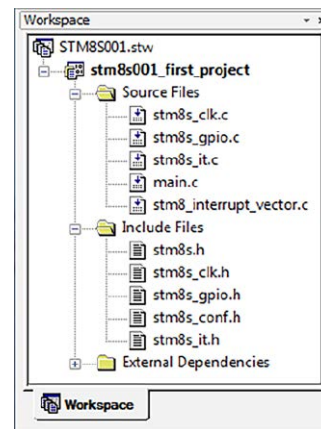 Workspace
STM8S001.stw
stm8s001_first_project
Source Files
stm8s_clk.c
stm8s_gpio.c
stm8s_it.c
main.c
stm8_interrupt_vector.c
Include Files
stm8s.h
stm8s_clk.h
stm8s_gpio.h
stm8s_conf.h
stm8s_it.h
External Dependencies
Workspace